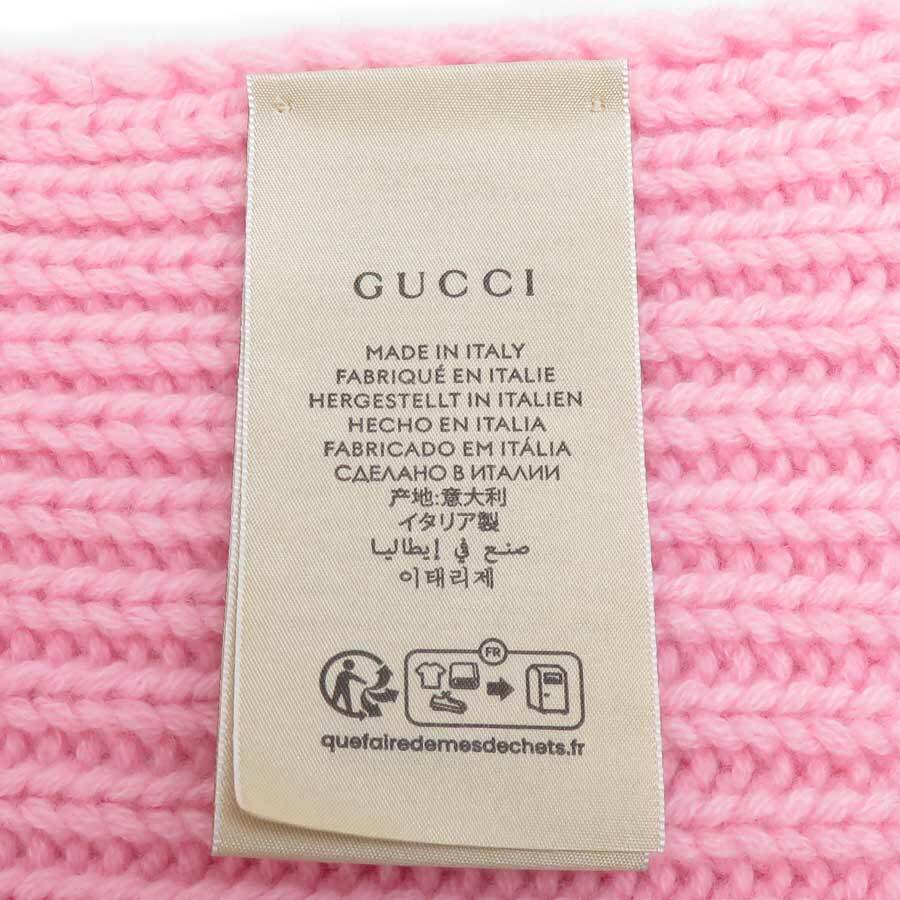 GUCCI
MADE IN ITALY
FABRIQUÉ EN ITALIE
HERGESTELLT IN ITALIEN
HECHO EN ITALIA
FABRICADO EM ITÁLIA
СДЕЛАНО В ИТАЛИИ
产地:意大利
イタリア製
صنع في إيطاليا
이태리제
FR
quefairedemesdechets.fr